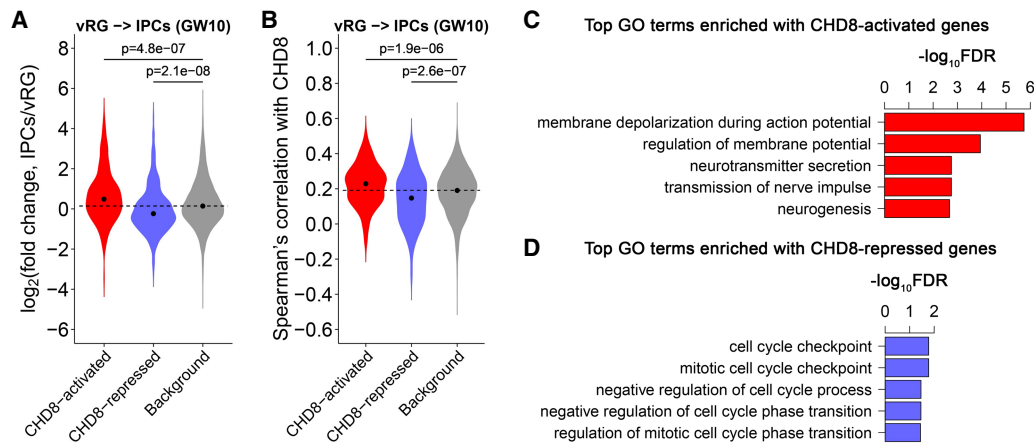 A
vRG -> IPCs (GW10)
p=4.8e-07
p=2.1e-08
log2(fold change, IPCs/vRG)
8
6
4
2
0
−2
−4
−6
CHD8-activated
CHD8-repressed
Background
B
vRG -> IPCs (GW10)
p=1.9e-06
p=2.6e-07
Spearman's correlation with CHD8
1.0
0.8
0.6
0.4
0.2
0.0
−0.2
−0.4
−0.6
CHD8-activated
CHD8-repressed
Background
C
Top GO terms enriched with CHD8-activated genes
-log10FDR
0 1 2 3 4 5 6
membrane depolarization during action potential
regulation of membrane potential
neurotransmitter secretion
transmission of nerve impulse
neurogenesis
D
Top GO terms enriched with CHD8-repressed genes
-log10FDR
0 1 2
cell cycle checkpoint
mitotic cell cycle checkpoint
negative regulation of cell cycle process
negative regulation of cell cycle phase transition
regulation of mitotic cell cycle phase transition